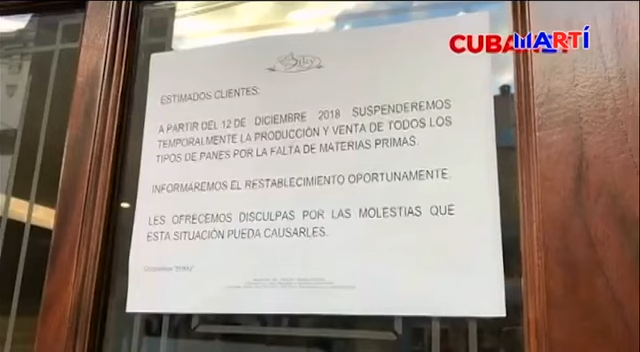 CUBANET
MARTÍ
ESTIMADOS CLIENTES:
A PARTIR DEL 12 DE DICIEMBRE 2018 SUSPENDEREMOS
TEMPORALMENTE LA PRODUCCIÓN Y VENTA DE TODOS LOS
TIPOS DE PANES POR LA FALTA DE MATERIAS PRIMAS.
INFORMAREMOS EL RESTABLECIMIENTO OPORTUNAMENTE.
LES OFRECEMOS DISCULPAS POR LAS MOLESTIAS QUE
ESTA SITUACIÓN PUEDA CAUSARLES.